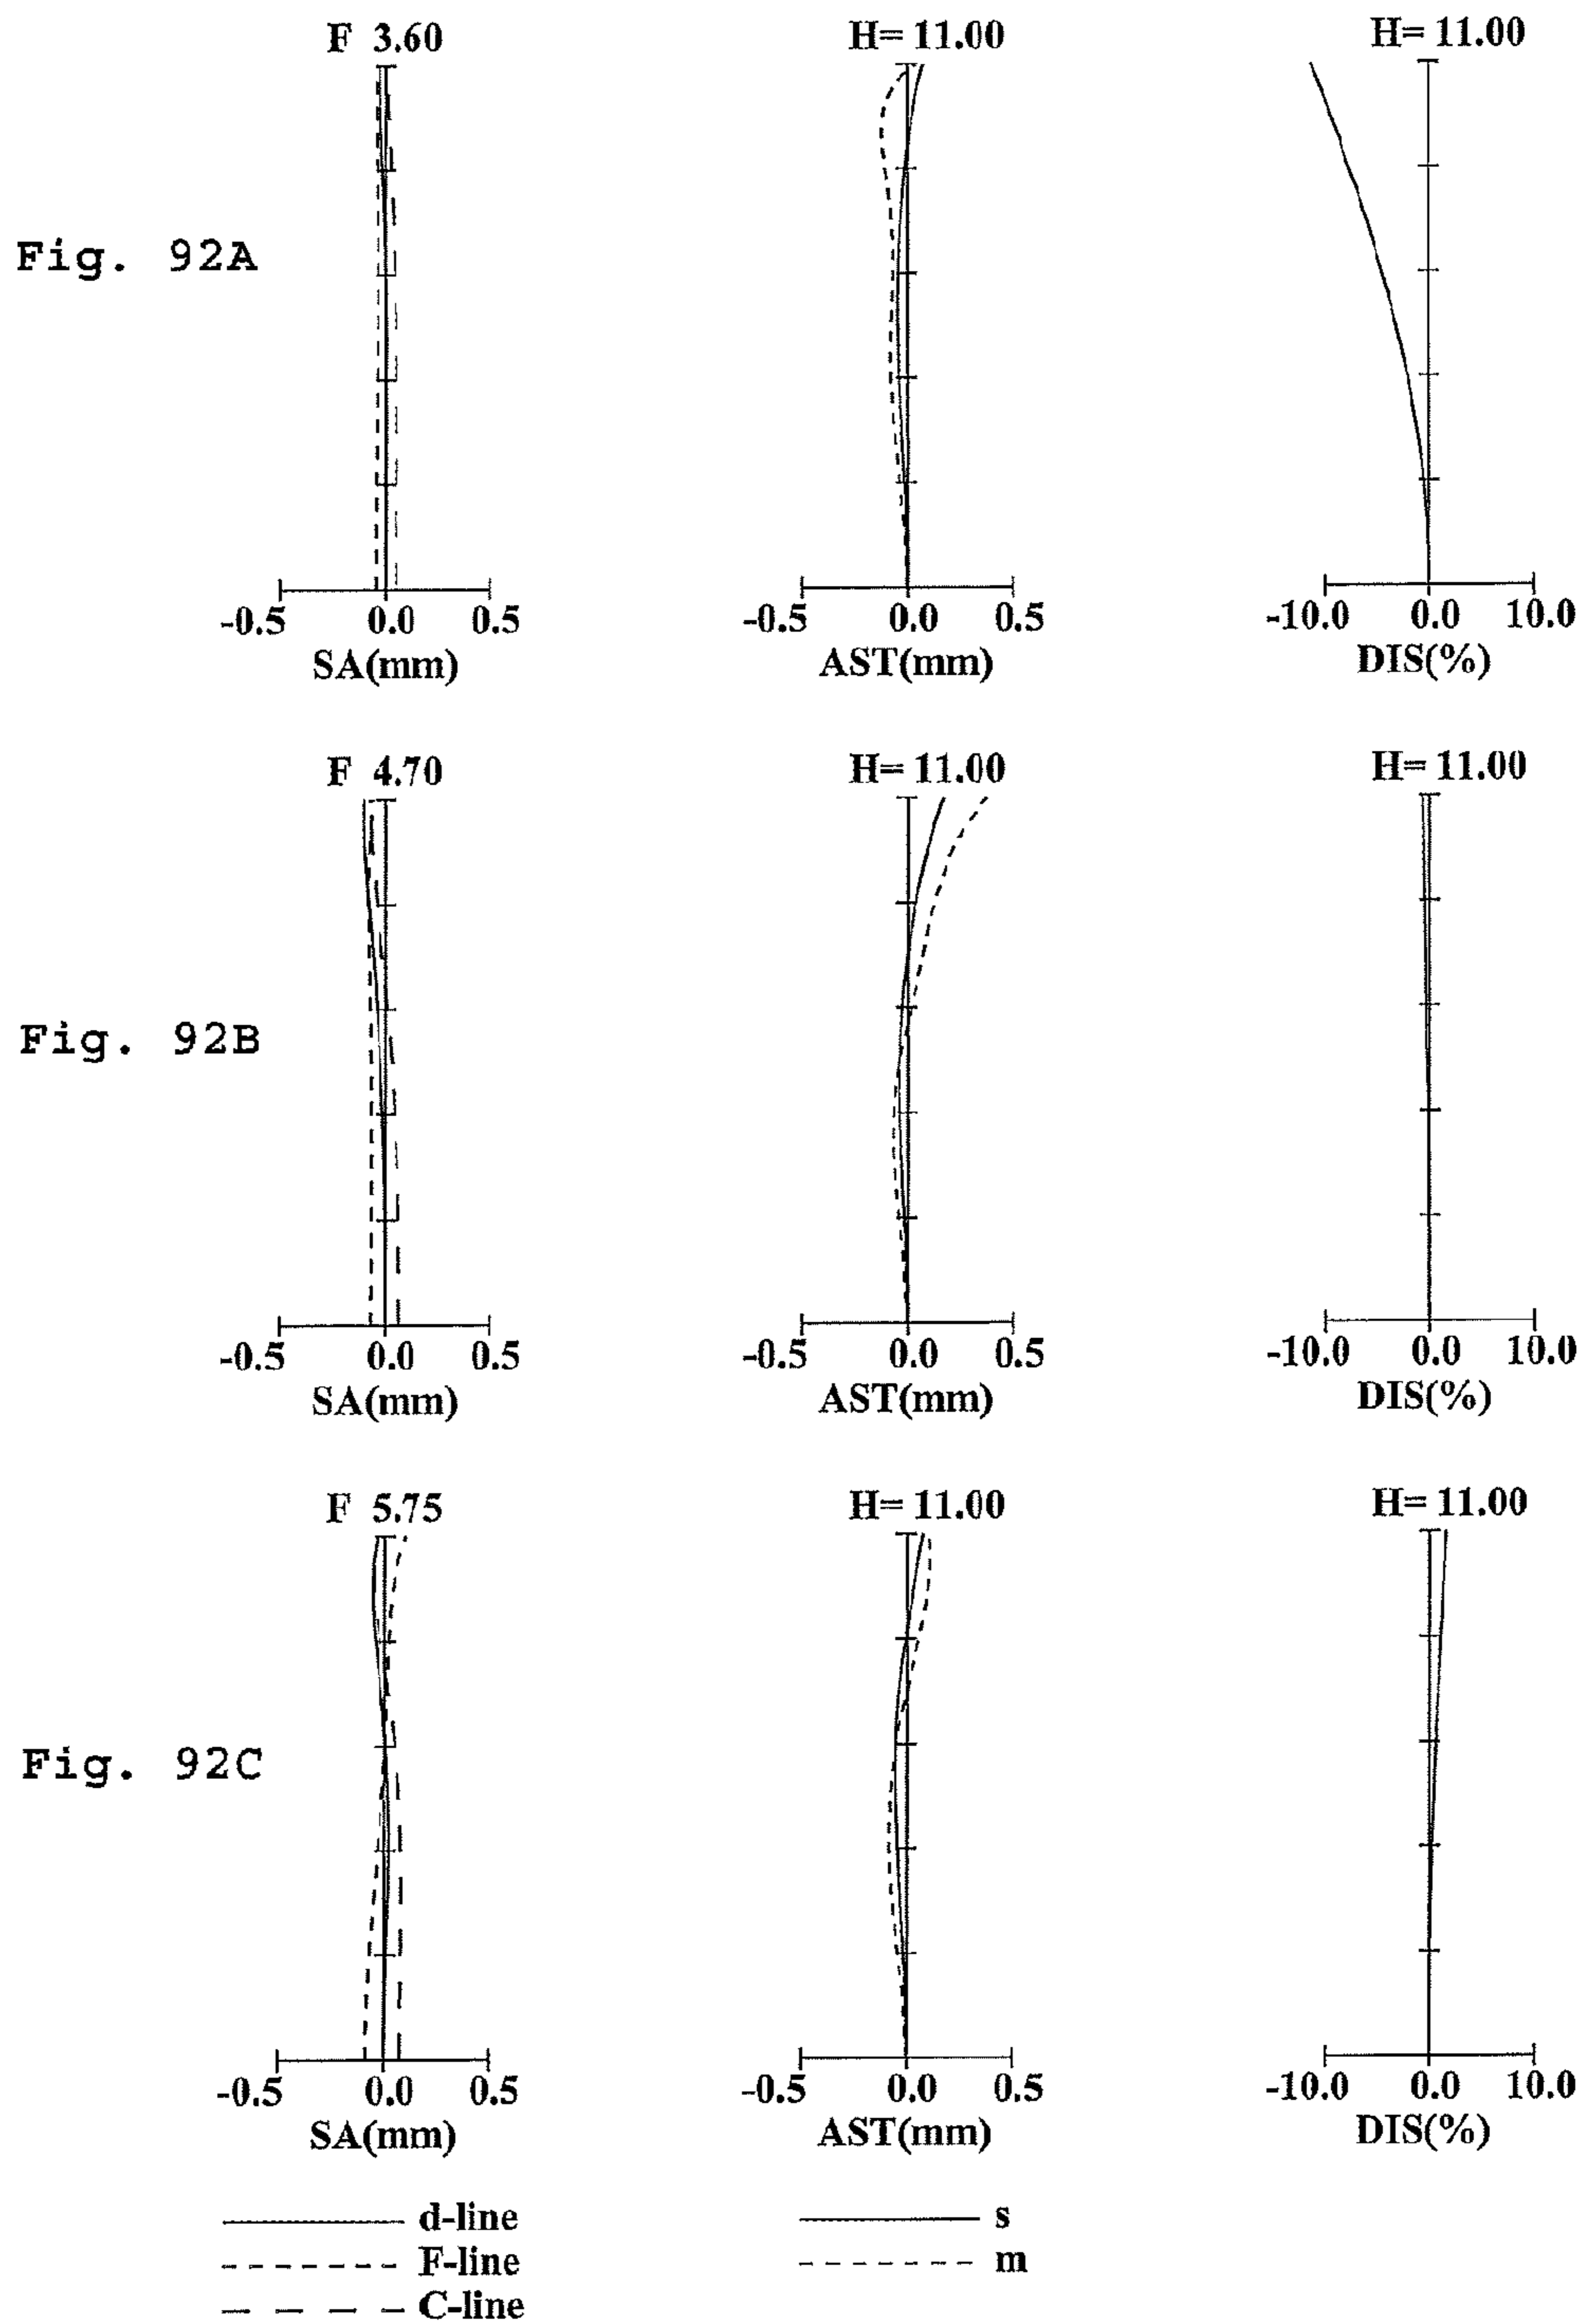 F 3.60 H= 11.00 H= 11.00
Fig. 92A
-0.5 0.0 0.5 -0.5 0.0 0.5 -10.0 0.0 10.0
SA(mm) AST(mm) DIS(%)
F 4.70 H= 11.00 H= 11.00
Fig. 92B
-0.5 0.0 0.5 -0.5 0.0 0.5 -10.0 0.0 10.0
SA(mm) AST(mm) DIS(%)
F 5.75 H= 11.00 H= 11.00
Fig. 92C
-0.5 0.0 0.5 -0.5 0.0 0.5 -10.0 0.0 10.0
SA(mm) AST(mm) DIS(%)
d-line s
F-line m
C-line